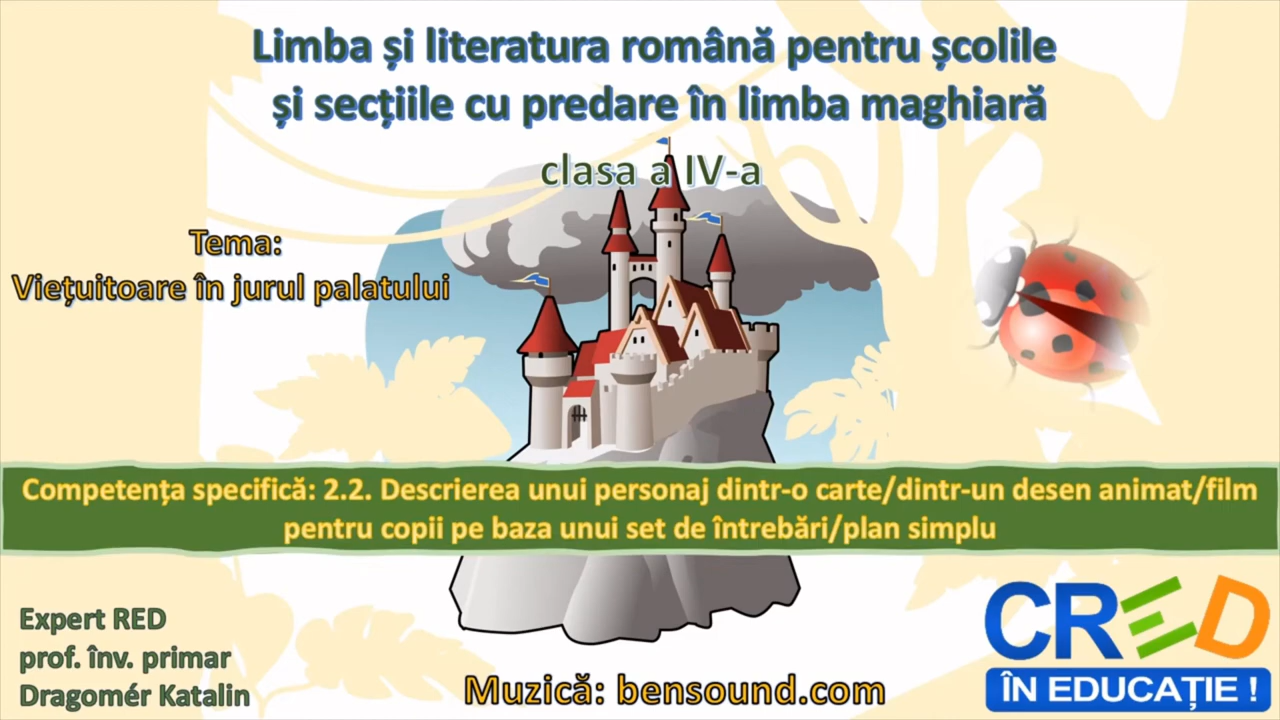 Limba și literatura română pentru școlile
și secțiile cu predare în limba maghiară
clasa a IV-a
Tema:
Viețuitoare în jurul palatului
Competența specifică: 2.2. Descrierea unui personaj dintr-o carte/dintr-un desen animat/film
pentru copii pe baza unui set de întrebări/plan simplu
Expert RED
prof. înv. primar
Dragomér Katalin
Muzică: bensound.com
CRED
ÎN EDUCAȚIE !